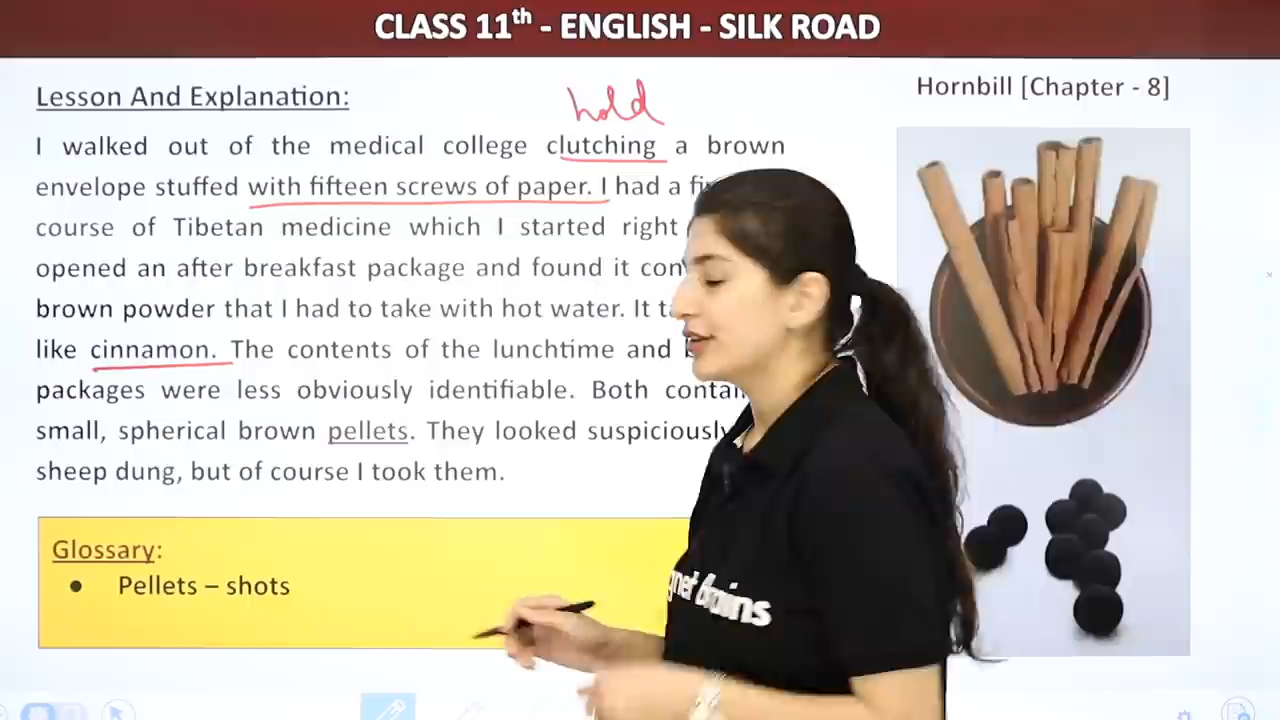 CLASS 11th - ENGLISH - SILK ROAD
Lesson And Explanation:
hold
Hornbill [Chapter - 8]
I walked out of the medical college clutching a brown
envelope stuffed with fifteen screws of paper. I had a
course of Tibetan medicine which I started right
opened an after breakfast package and found it
brown powder that I had to take with hot water. It
like cinnamon. The contents of the lunchtime and
packages were less obviously identifiable. Both
small, spherical brown pellets. They looked suspiciously
sheep dung, but of course I took them.
Glossary:
● Pellets – shots